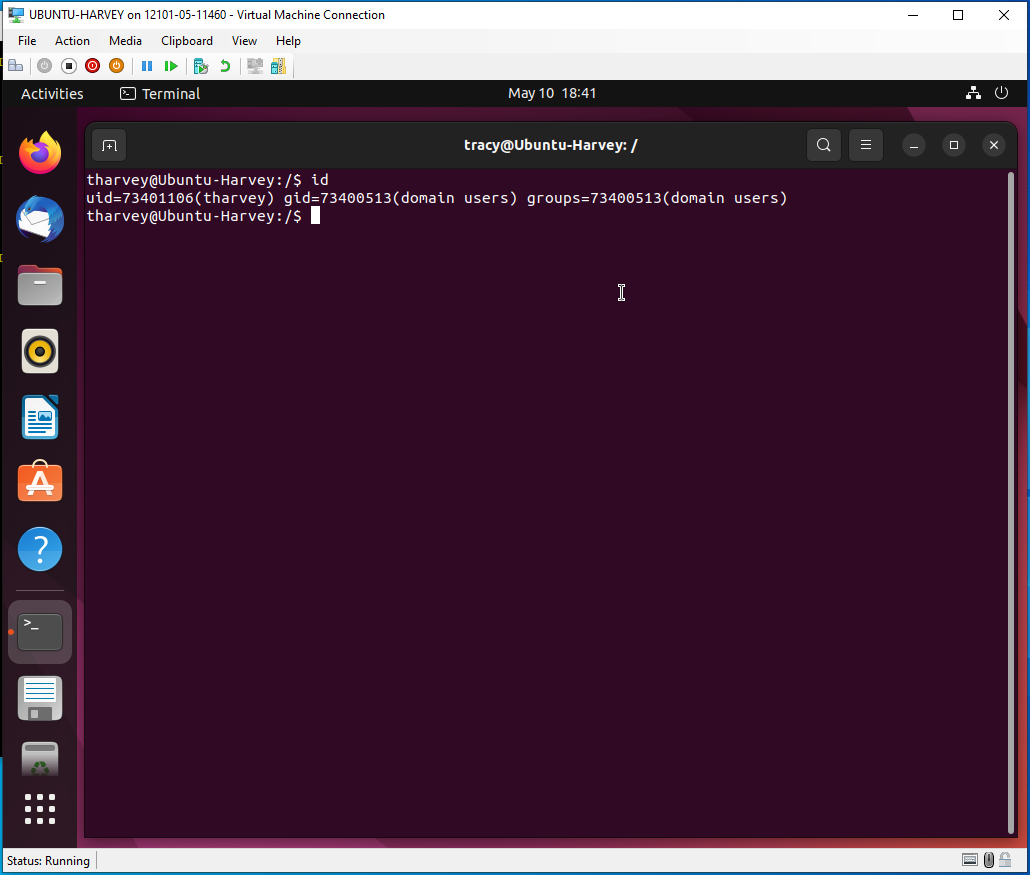 UBUNTU-HARVEY on 12101-05-11460 - Virtual Machine Connection
File Action Media Clipboard View Help
Activities Terminal May 10 18:41
tracy@Ubuntu-Harvey: /
tharvey@Ubuntu-Harvey:/$ id
uid=73401106(tharvey) gid=73400513(domain users) groups=73400513(domain users)
tharvey@Ubuntu-Harvey:/$
>_
Status: Running